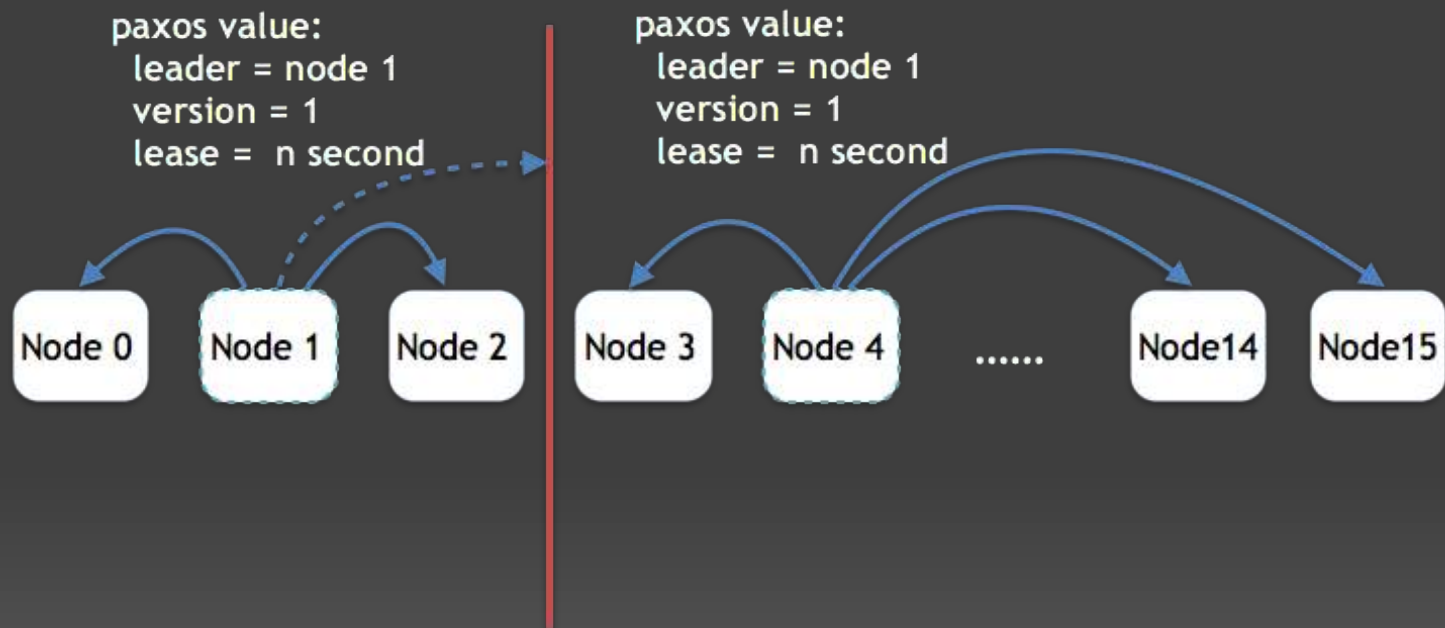 paxos value:
leader = node 1
version = 1
lease =  n second
paxos value:
leader = node 1
version = 1
lease =  n second
Node 0
Node 1
Node 2
Node 3
Node 4
......
Node14
Node15